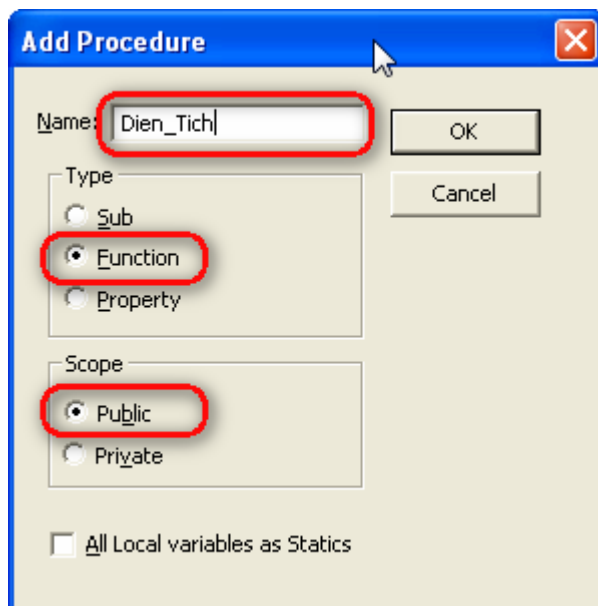 Add Procedure
Name: Dien_Tich
OK
Cancel
Type
Sub
Function
Property
Scope
Public
Private
All Local variables as Statics